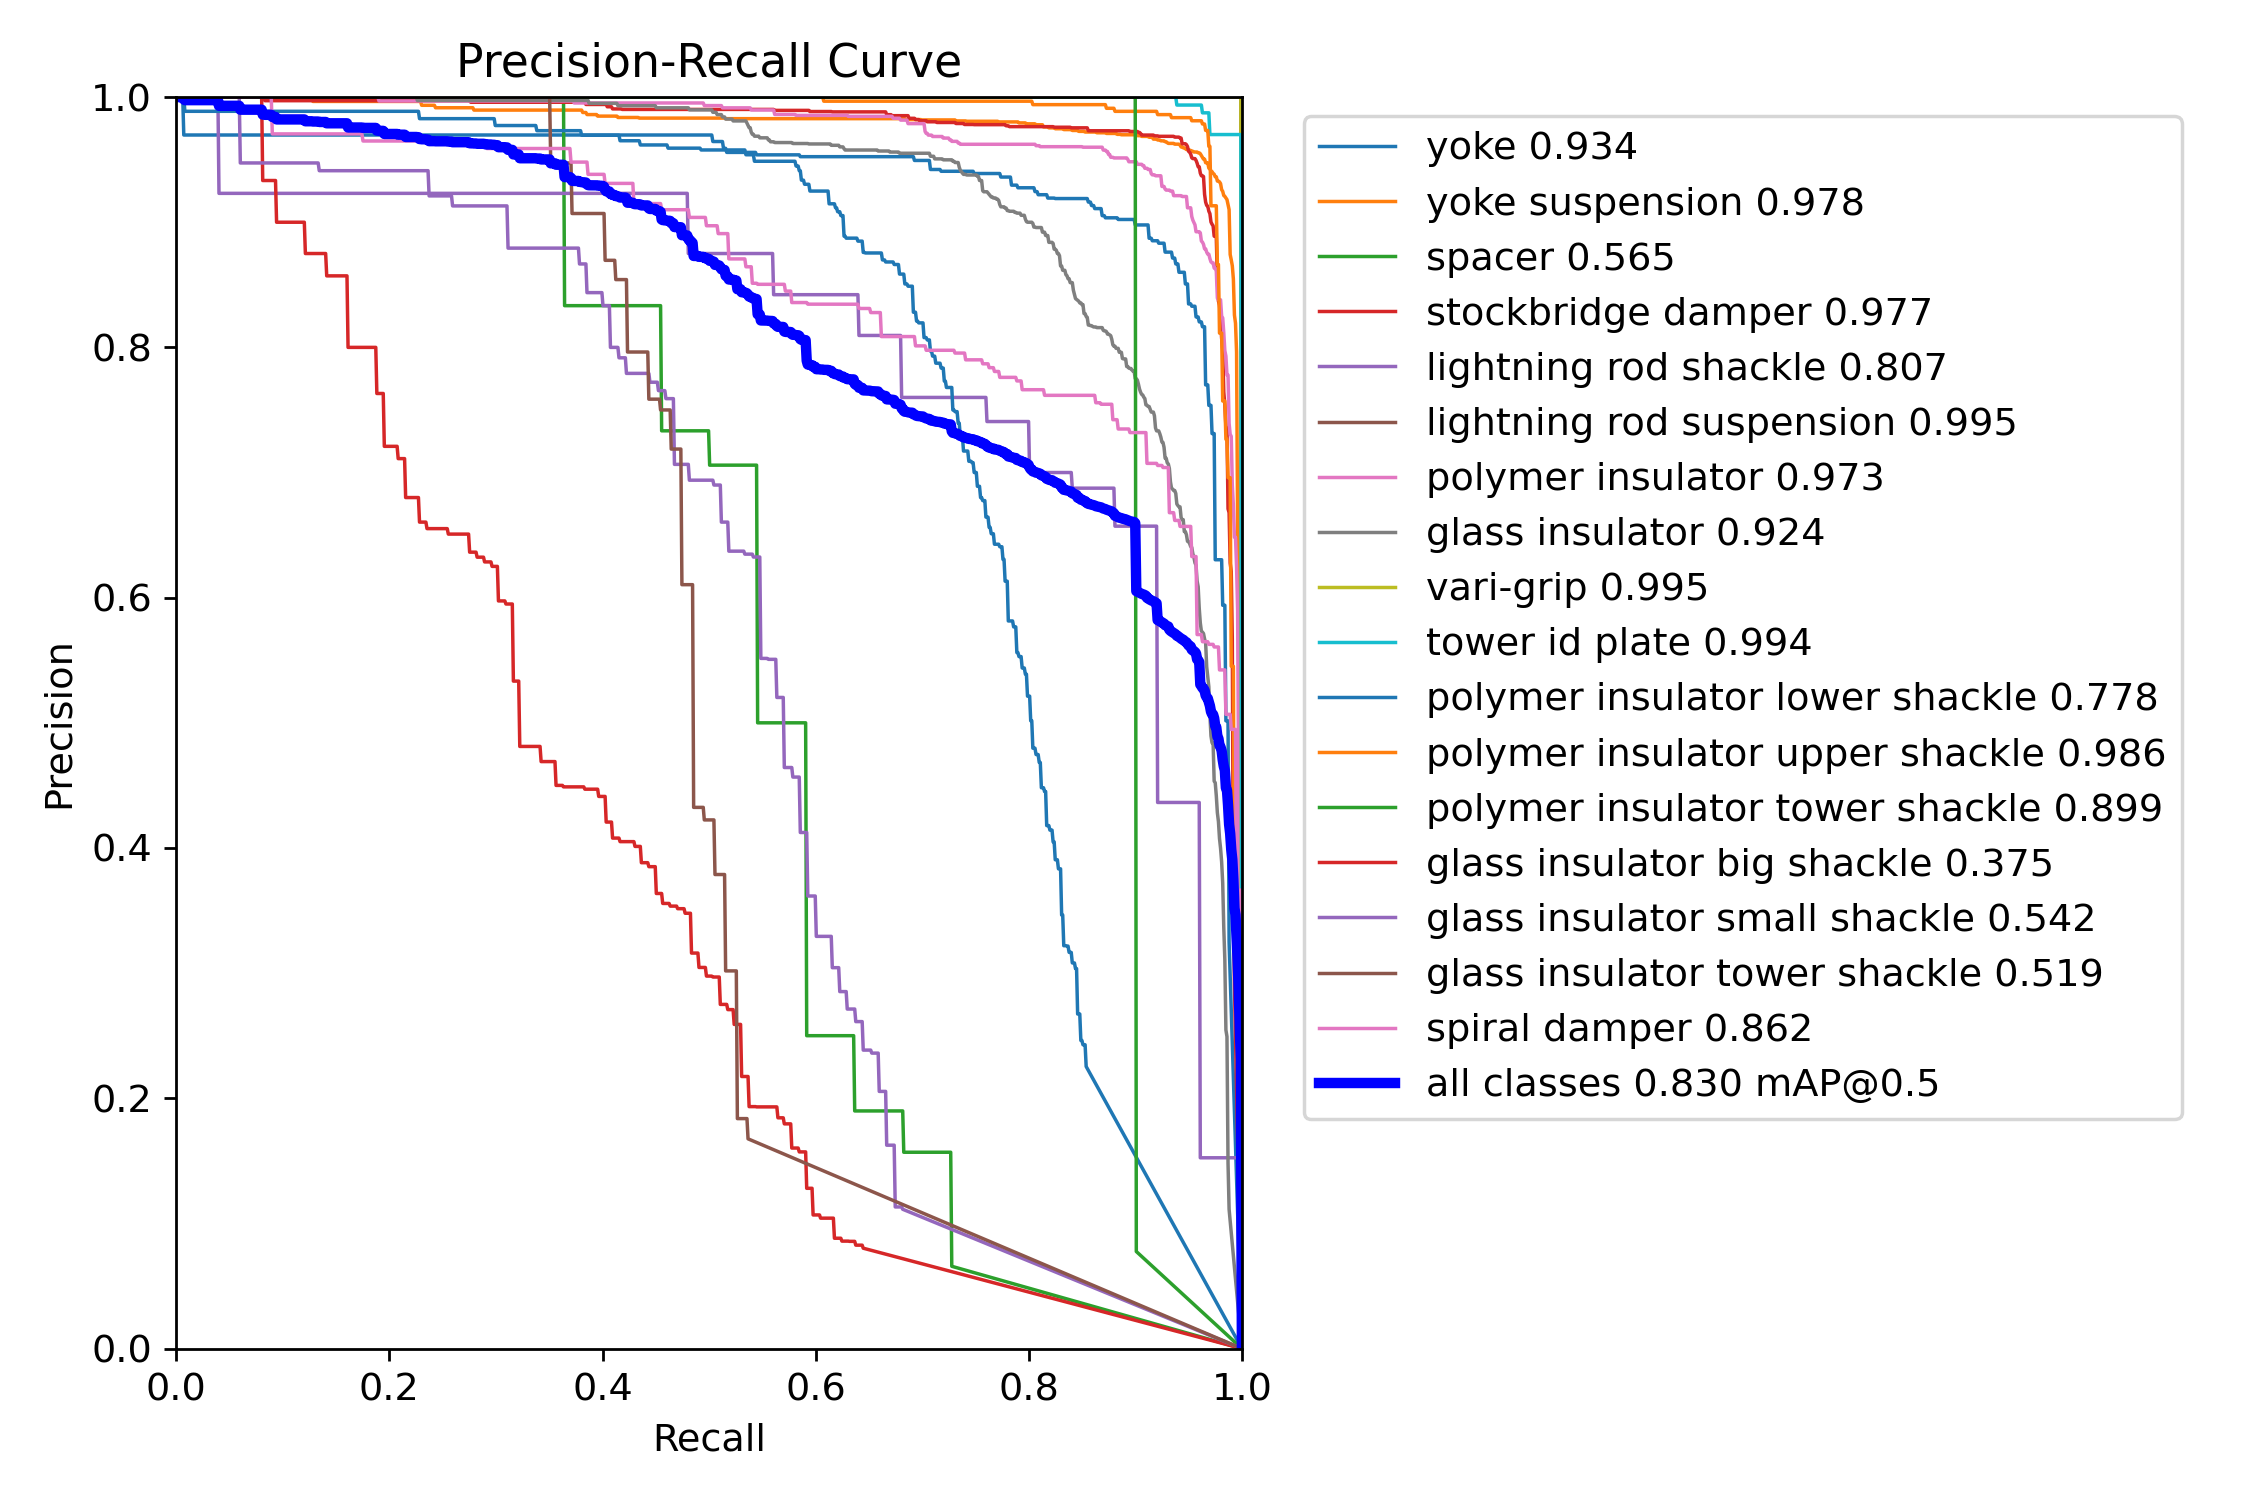 Precision-Recall Curve
1.0
0.8
0.6
0.4
0.2
0.0
Precision
0.0 0.2 0.4 0.6 0.8 1.0
Recall
yoke 0.934
yoke suspension 0.978
spacer 0.565
stockbridge damper 0.977
lightning rod shackle 0.807
lightning rod suspension 0.995
polymer insulator 0.973
glass insulator 0.924
vari-grip 0.995
tower id plate 0.994
polymer insulator lower shackle 0.778
polymer insulator upper shackle 0.986
polymer insulator tower shackle 0.899
glass insulator big shackle 0.375
glass insulator small shackle 0.542
glass insulator tower shackle 0.519
spiral damper 0.862
all classes 0.830 mAP@0.5